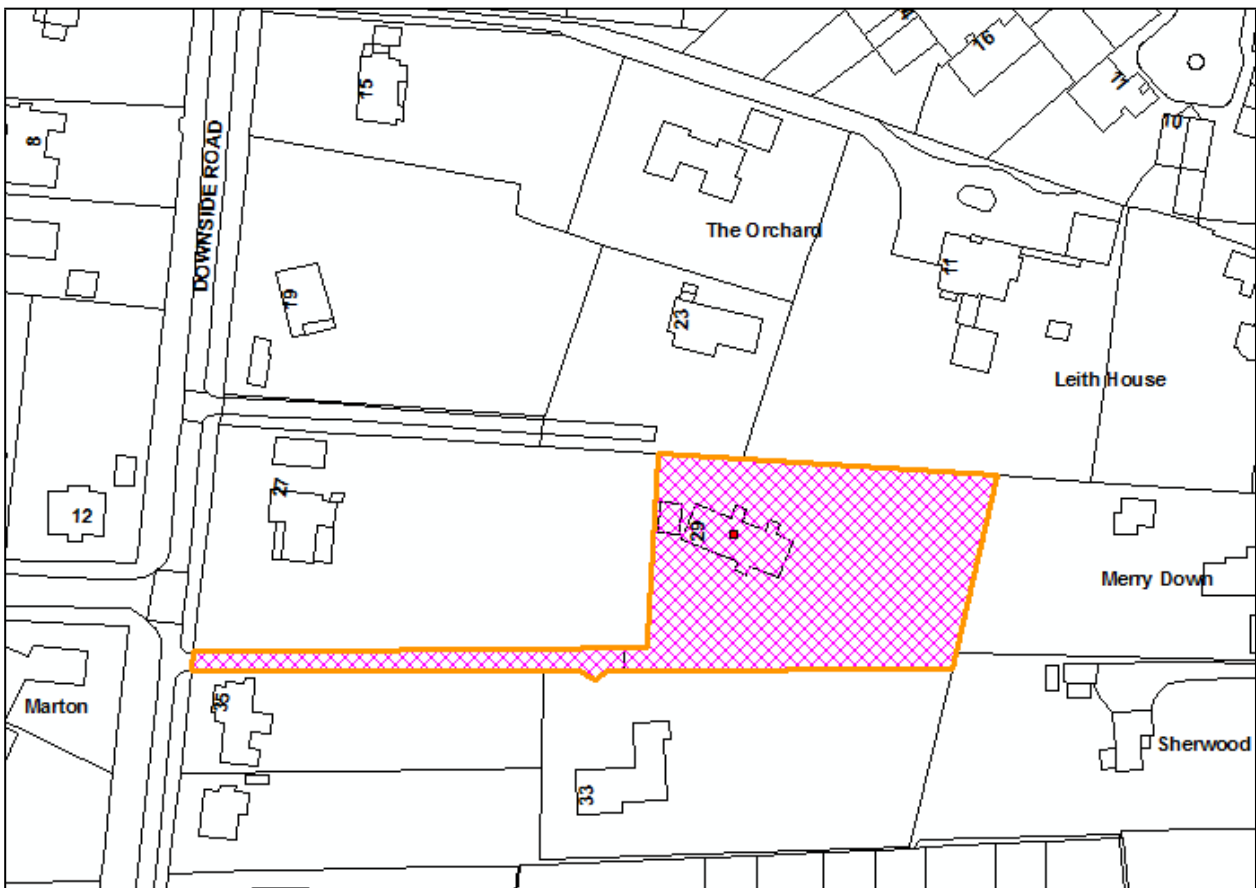 4
16
11
10
15
8
DOWNSIDE ROAD
The Orchard
11
19
23
Leith House
27
12
29
Merry Down
35
Marton
Sherwood
33